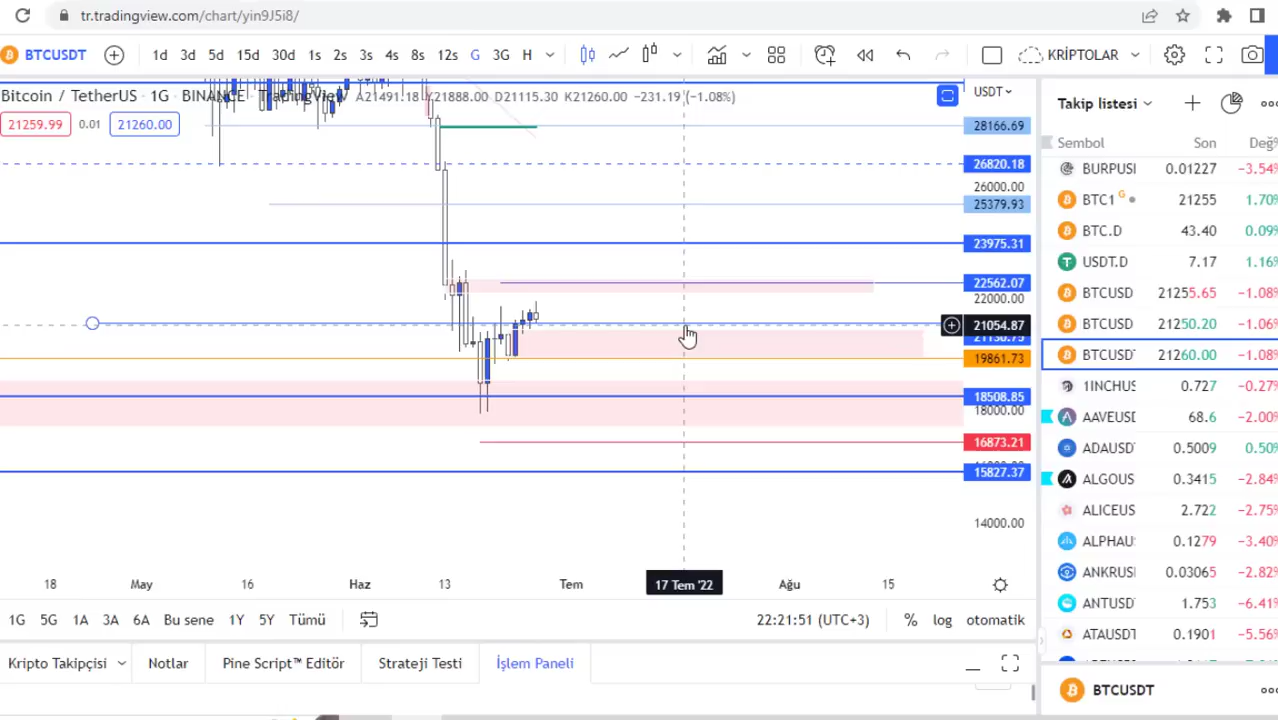 tr.tradingview.com/chart/yin9J5i8/
BTCUSDT 1d 3d 5d 15d 30d 1s 2s 3s 4s 8s 12s G 3G H KRİPTOLAR
Bitcoin / TetherUS · 1G · BINANCE · TradingView A21491.18 Y21888.00 D21115.30 K21260.00 −231.19 (−1.08%)
USDT
21259.99 0.01 21260.00
28166.69
26820.18
26000.00
25379.93
23975.31
22562.07
22000.00
21054.87
21130.75
19861.73
18508.85
18000.00
16873.21
15827.37
14000.00
18 May 16 Haz 13 Tem 17 Tem '22 Ağu 15
1G 5G 1A 3A 6A Bu sene 1Y 5Y Tümü 22:21:51 (UTC+3) % log otomatik
Kripto Takipçisi Notlar Pine Script™ Editör Strateji Testi İşlem Paneli
Takip listesi
Sembol Son Değ%
BURPUSI 0.01227 −3.54%
BTC1 G 21255 1.70%
BTC.D 43.40 0.09%
USDT.D 7.17 1.16%
BTCUSD 21255.65 −1.08%
BTCUSD 21250.20 −1.06%
BTCUSDT 21260.00 −1.08%
1INCHUS 0.727 −0.27%
AAVEUSD 68.6 −2.00%
ADAUSDT 0.5009 0.50%
ALGOUS 0.3415 −2.84%
ALICEUS 2.722 −2.75%
ALPHAU 0.1279 −3.40%
ANKRUSI 0.03065 −2.82%
ANTUSD 1.753 −6.41%
ATAUSDT 0.1901 −5.56%
BTCUSDT